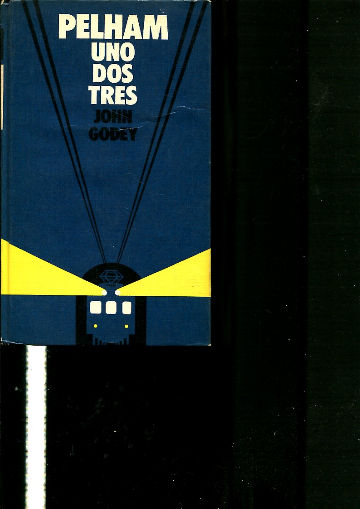 PELHAM
UNO
DOS
TRES
JOHN
GODEY